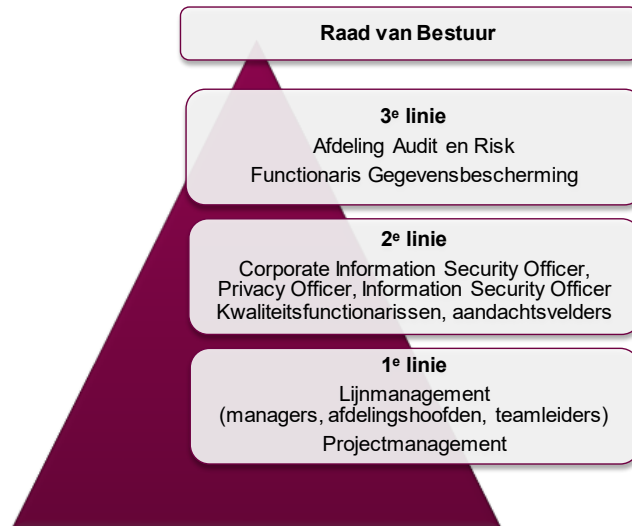 Raad van Bestuur
3e linie
Afdeling Audit en Risk
Functionaris Gegevensbescherming
2e linie
Corporate Information Security Officer,
Privacy Officer, Information Security Officer
Kwaliteitsfunctionarissen, aandachtsvelders
1e linie
Lijnmanagement
(managers, afdelingshoofden, teamleiders)
Projectmanagement